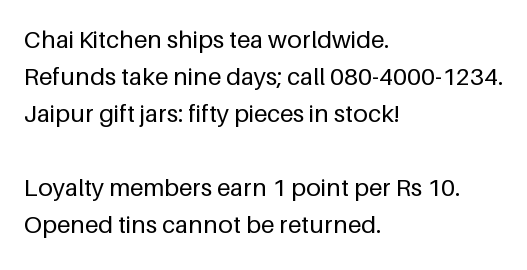 Chai Kitchen ships tea worldwide.
Refunds take nine days; call 080-4000-1234.
Jaipur gift jars: fifty pieces in stock!
Loyalty members earn 1 point per Rs 10.
Opened tins cannot be returned.